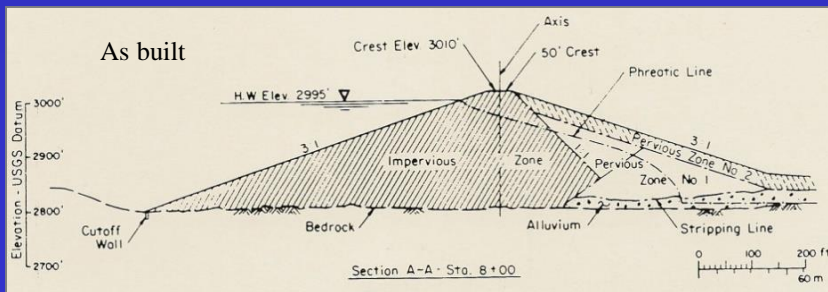 As built
Axis
Crest Elev. 3010'
50' Crest
Phreatic Line
H.W. Elev. 2995'
3000'
2900'
2800'
2700'
Elevation - USGS Datum
3:1
3:1
Impervious Zone
Pervious Zone No 2
Pervious
Zone No 1
Cutoff
Wall
Bedrock
Alluvium
Stripping Line
Section A-A - Sta. 8+00
0 100 200 ft
60 m